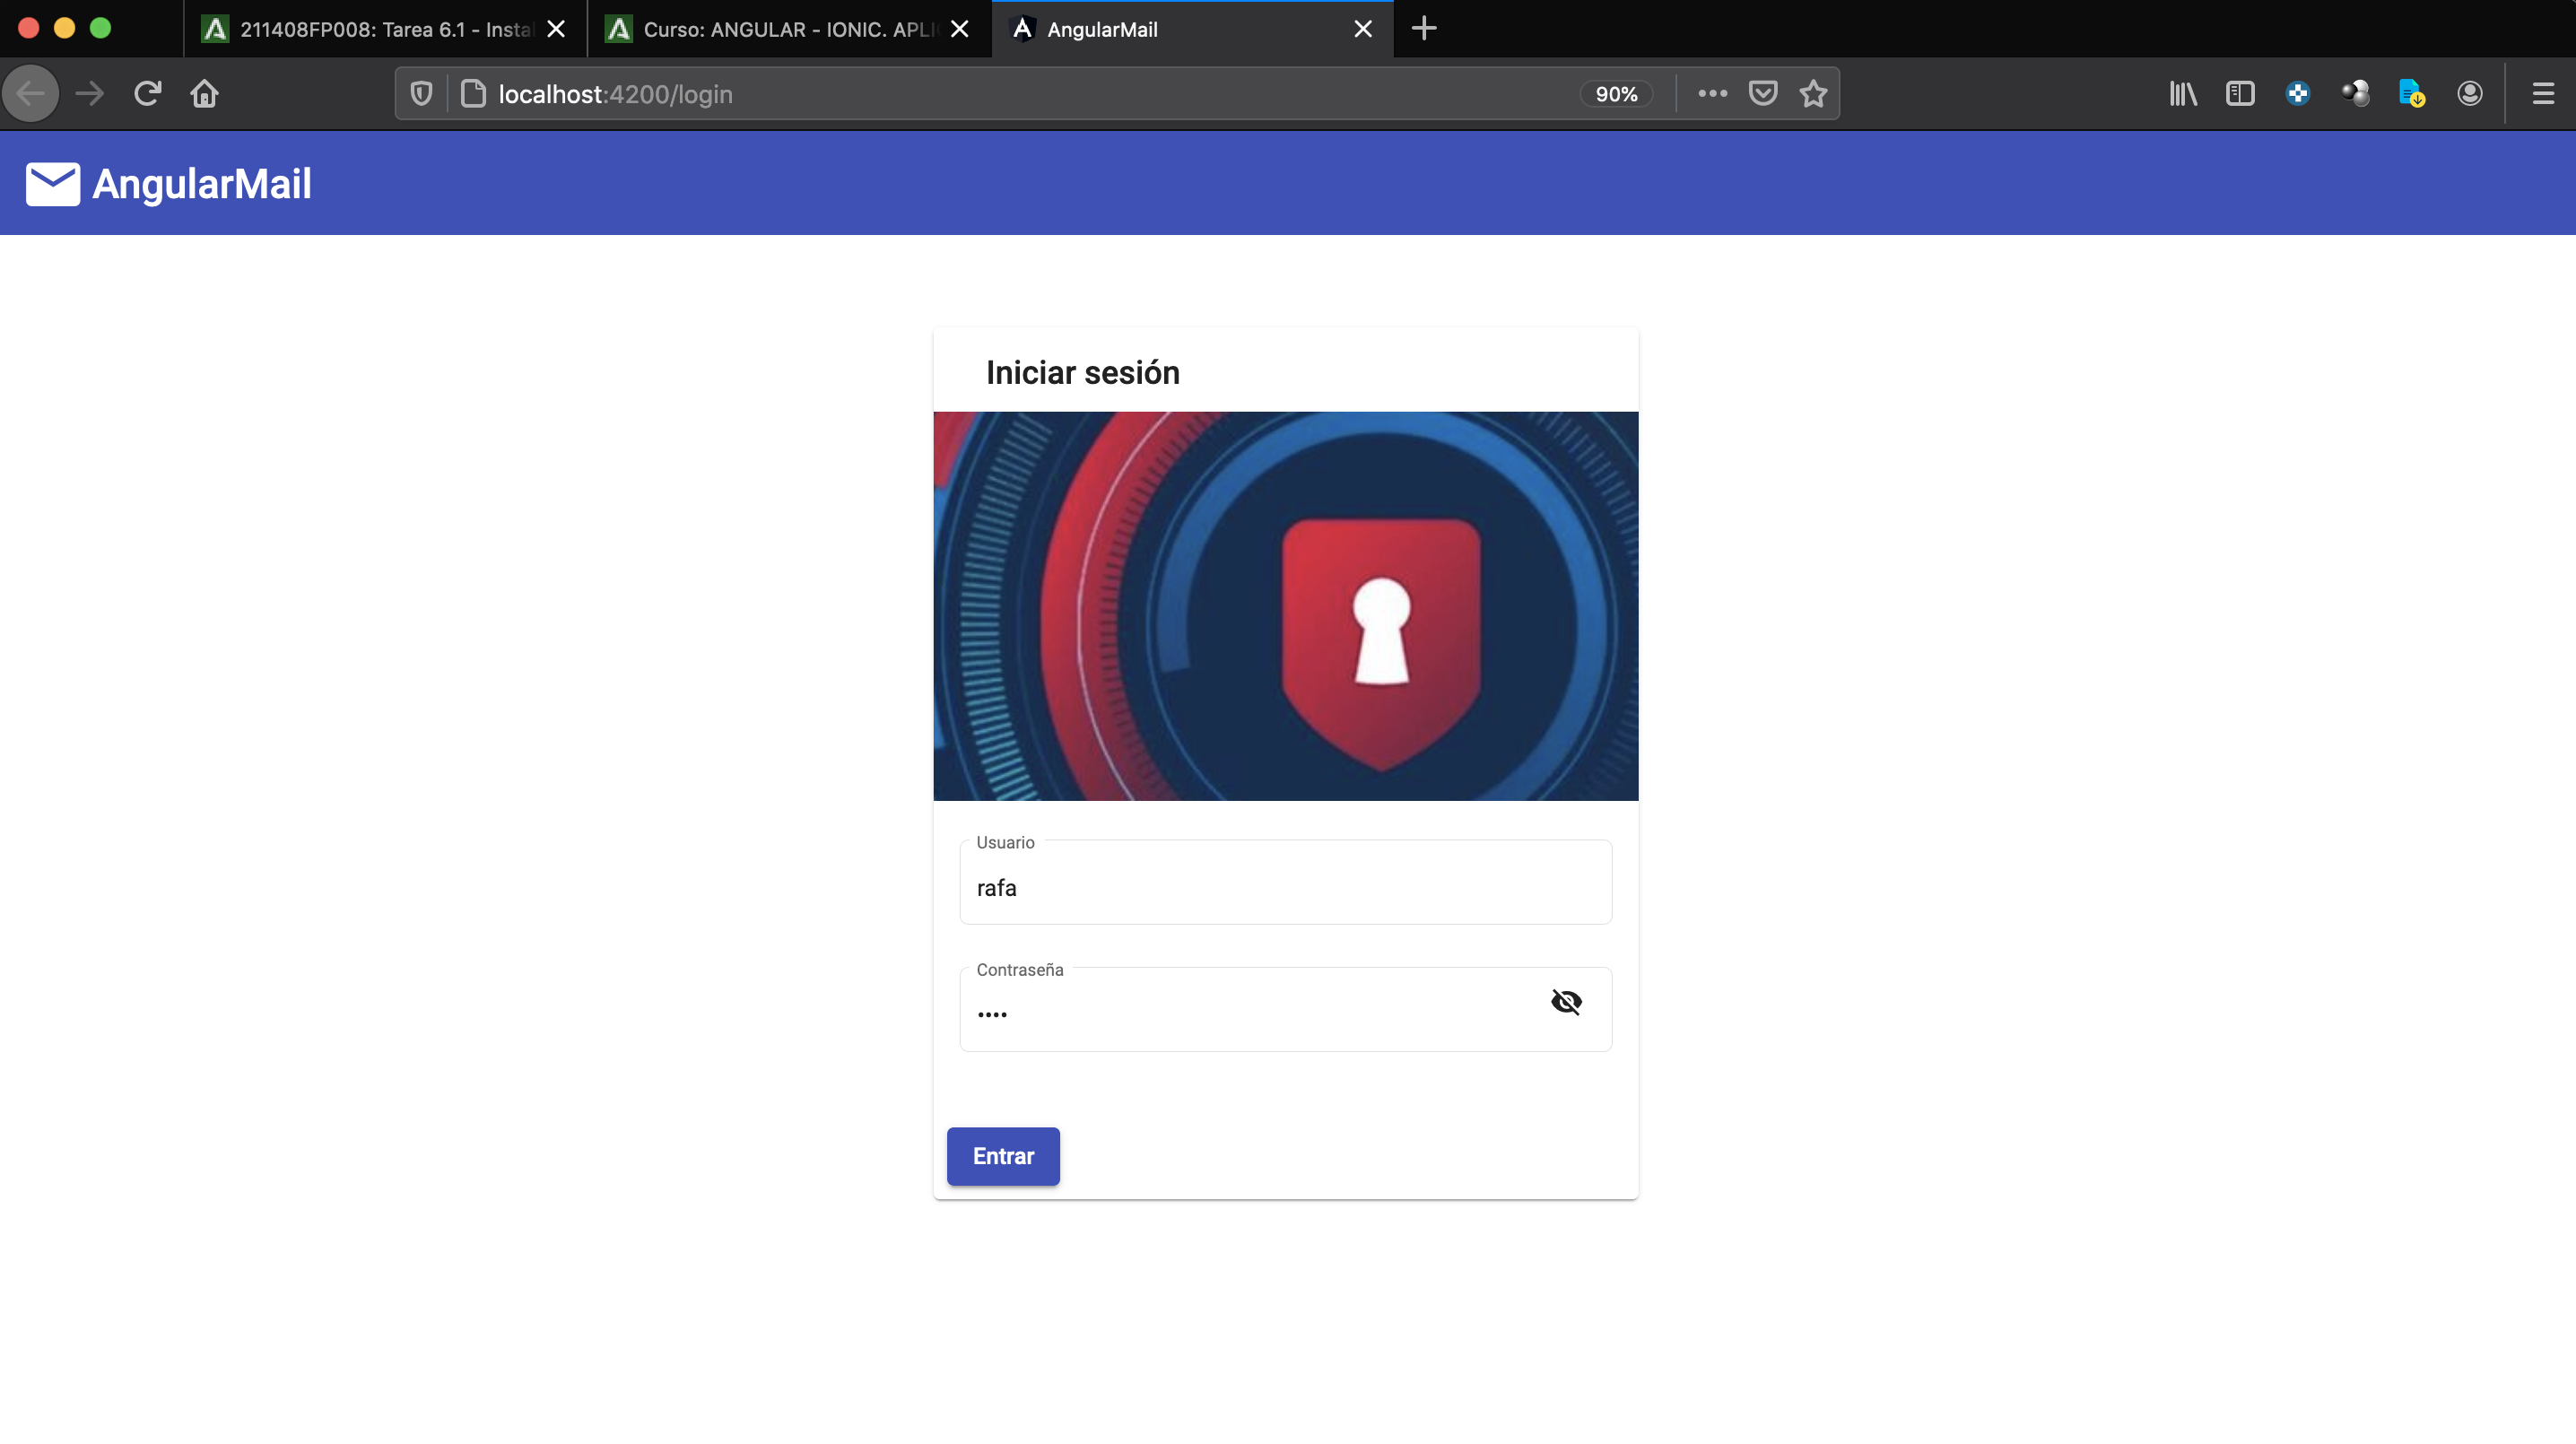 211408FP008: Tarea 6.1 - Instal
Curso: ANGULAR - IONIC. APLI
AngularMail
localhost:4200/login
90%
AngularMail
Iniciar sesión
Usuario
rafa
Contraseña
••••
Entrar